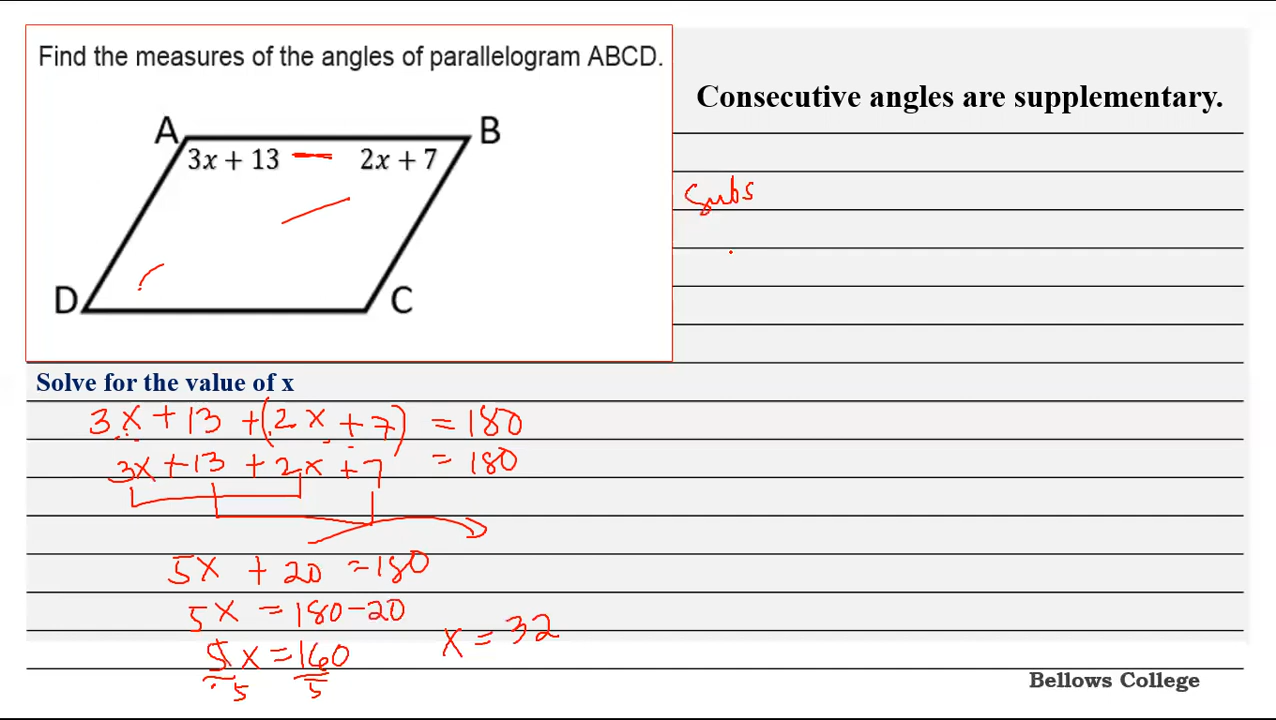 Find the measures of the angles of parallelogram ABCD.
A
B
3x + 13
2x + 7
D
C
Consecutive angles are supplementary.
Subs
Solve for the value of x
3x + 13 + (2x + 7) = 180
3x + 13 + 2x + 7 = 180
5x + 20 = 180
5x = 180 - 20
5x = 160
5 5
x = 32
Bellows College